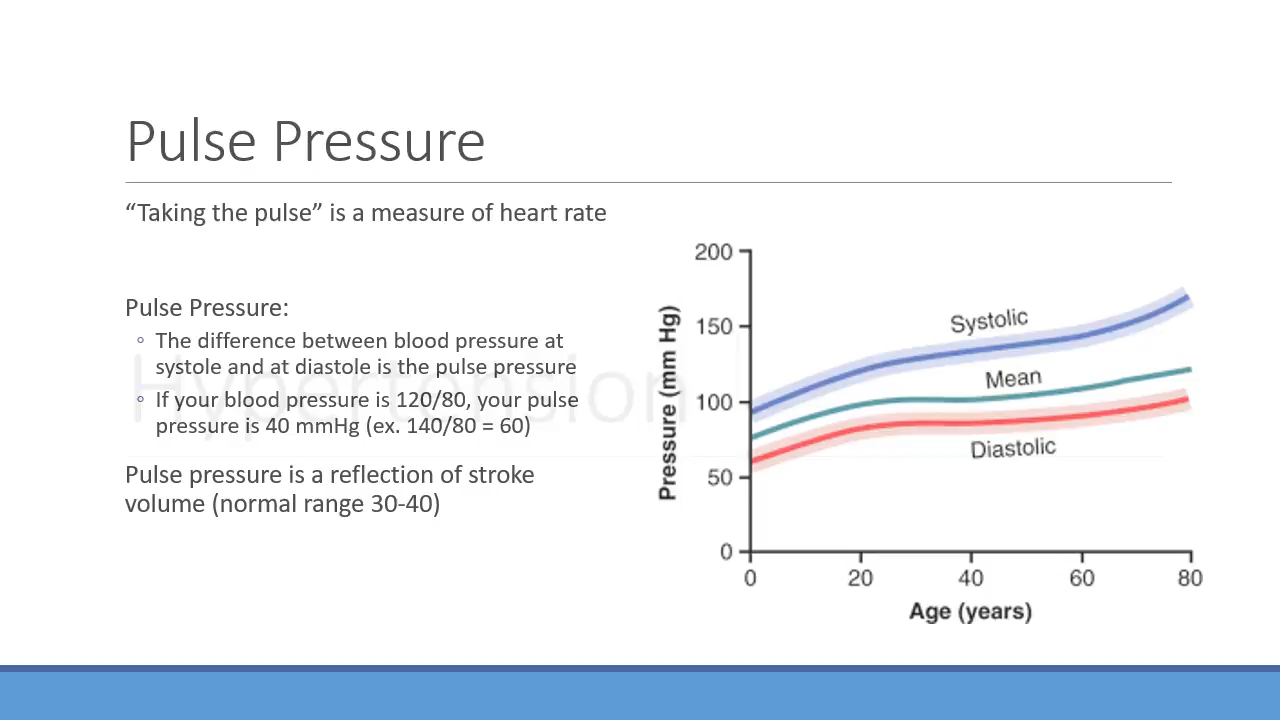 Pulse Pressure
“Taking the pulse” is a measure of heart rate
Pulse Pressure:
◦ The difference between blood pressure at
systole and at diastole is the pulse pressure
◦ If your blood pressure is 120/80, your pulse
pressure is 40 mmHg (ex. 140/80 = 60)
Pulse pressure is a reflection of stroke
volume (normal range 30-40)
Hypertension
Pressure (mm Hg)
200
150
100
50
0
Systolic
Mean
Diastolic
0 20 40 60 80
Age (years)